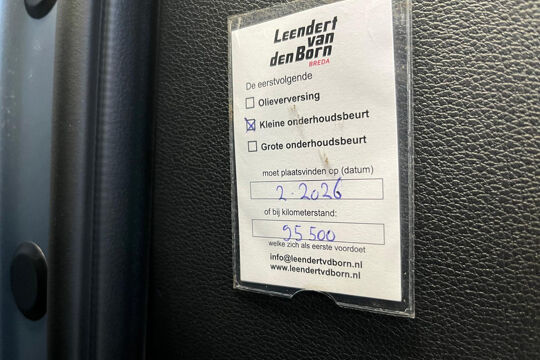 Leendert
van
den Born
BREDA
De eerstvolgende
Olieverversing
Kleine onderhoudsbeurt
Grote onderhoudsbeurt
moet plaatsvinden op (datum)
2-2026
of bij kilometerstand:
95 500
welke zich als eerste voordoet
info@leendertvdborn.nl
www.leendertvdborn.nl